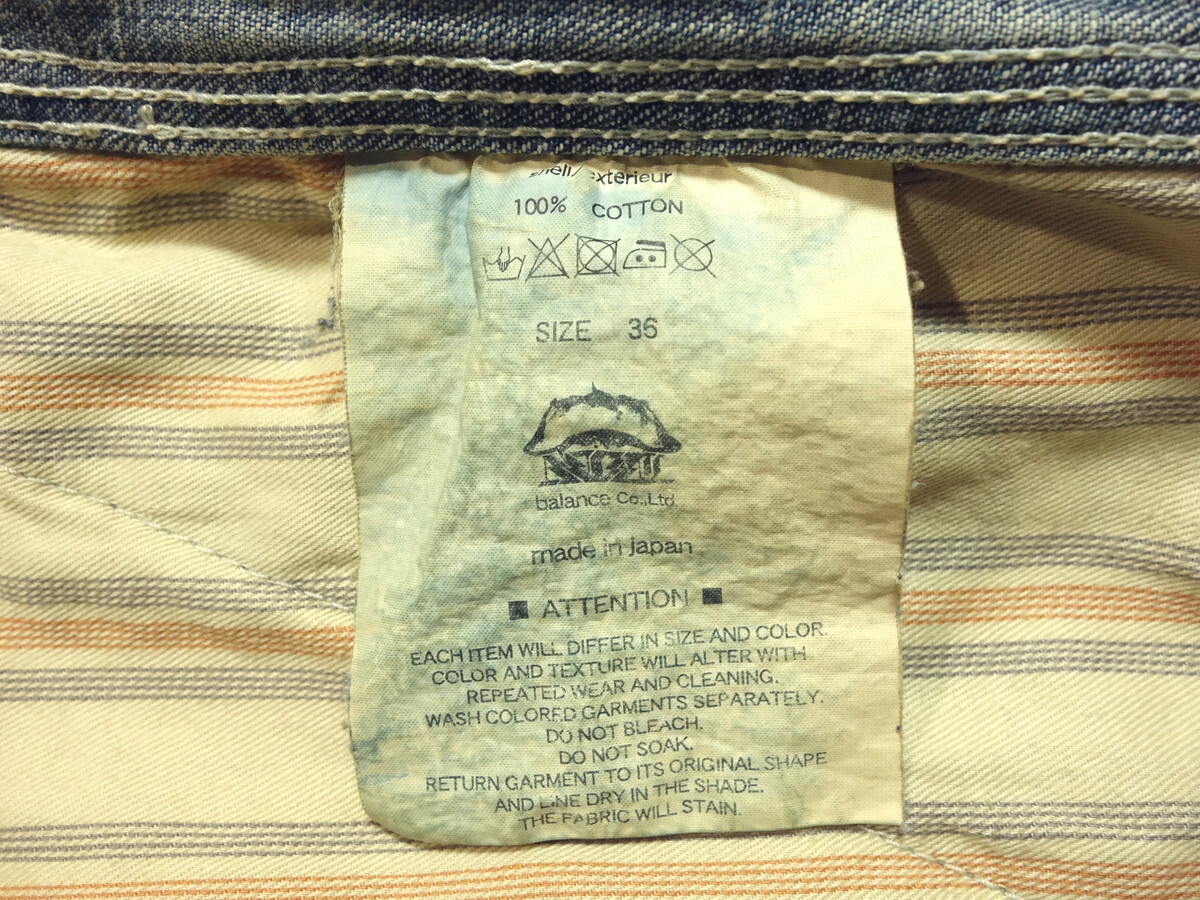 shell/exterieur
100% COTTON
SIZE 36
balance Co.,Ltd.
made in japan
■ ATTENTION ■
EACH ITEM WILL DIFFER IN SIZE AND COLOR.
COLOR AND TEXTURE WILL ALTER WITH
REPEATED WEAR AND CLEANING.
WASH COLORED GARMENTS SEPARATELY.
DO NOT BLEACH.
DO NOT SOAK.
RETURN GARMENT TO ITS ORIGINAL SHAPE
AND LINE DRY IN THE SHADE.
THE FABRIC WILL STAIN.